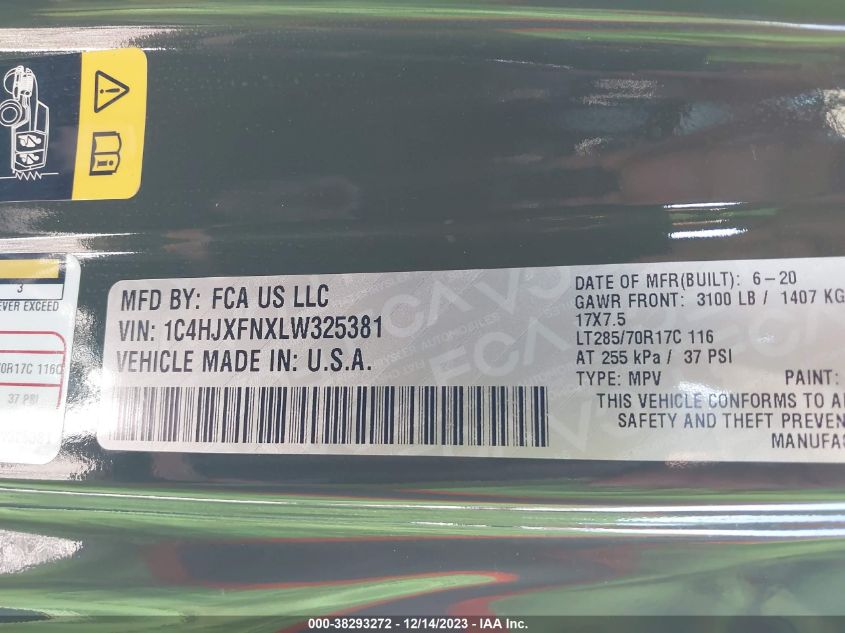 3
EVER EXCEED
70R17C 116C
37 PSI
MFD BY: FCA US LLC
VIN: 1C4HJXFNXLW325381
VEHICLE MADE IN: U.S.A.
DATE OF MFR(BUILT): 6-20
GAWR FRONT: 3100 LB / 1407 KG
17X7.5
LT285/70R17C 116
AT 255 kPa / 37 PSI
TYPE: MPV PAINT:
THIS VEHICLE CONFORMS TO
SAFETY AND THEFT PREVEN
MANUFA
000-38293272 - 12/14/2023 - IAA, Inc.